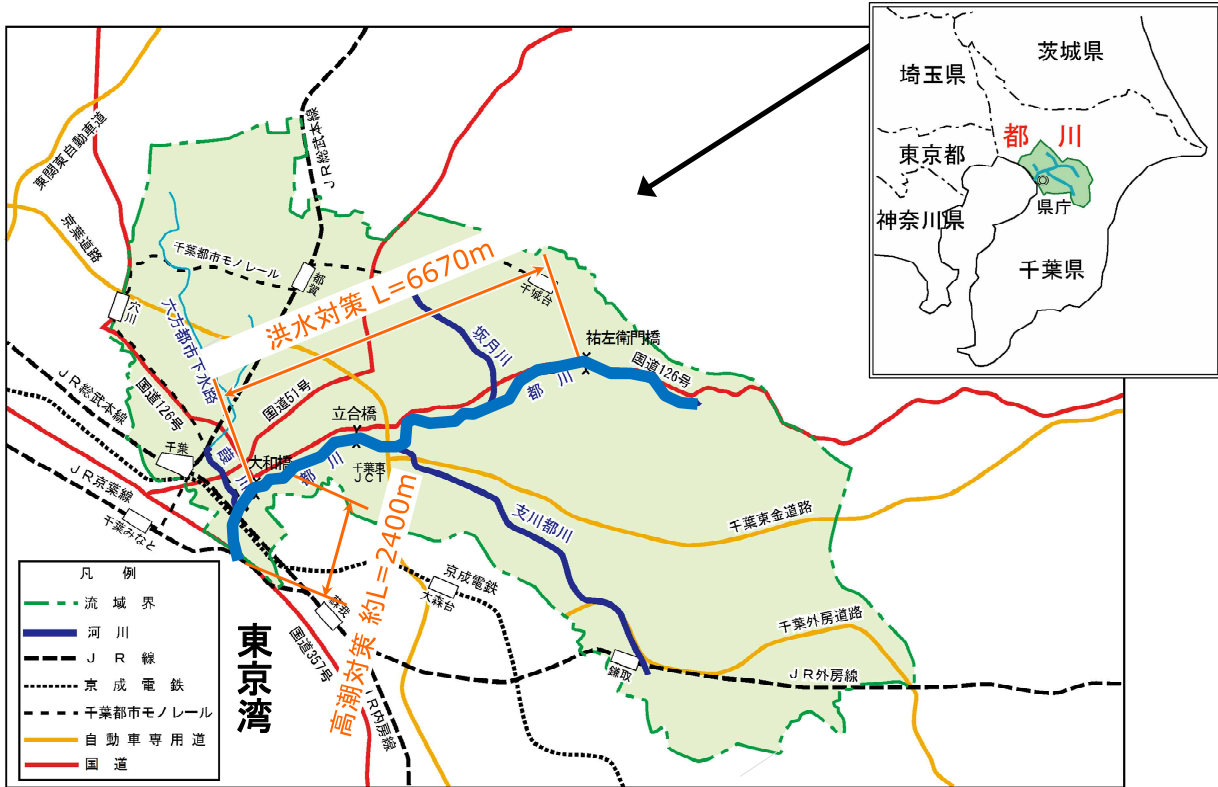 茨城県
埼玉県
都川
東京都
県庁
神奈川県
千葉県
東関東自動車道
JR総武本線
京葉道路
千葉都市モノレール
都賀
穴川
千城台
洪水対策 L=6670m
大方都市下水路
坂月川
祐左衛門橋
国道126号
都川
国道51号
国道126号
JR総武本線
立合橋
千葉
葭川
大和橋
都川
千葉東
JCT
JR京葉線
千葉みなと
支川都川
千葉東金道路
高潮対策 約L=2400m
京成電鉄
大森台
蘇我
千葉外房道路
鎌取
JR外房線
東京湾
国道357号
JR内房線
凡例
流域界
河川
JR線
京成電鉄
千葉都市モノレール
自動車専用道
国道